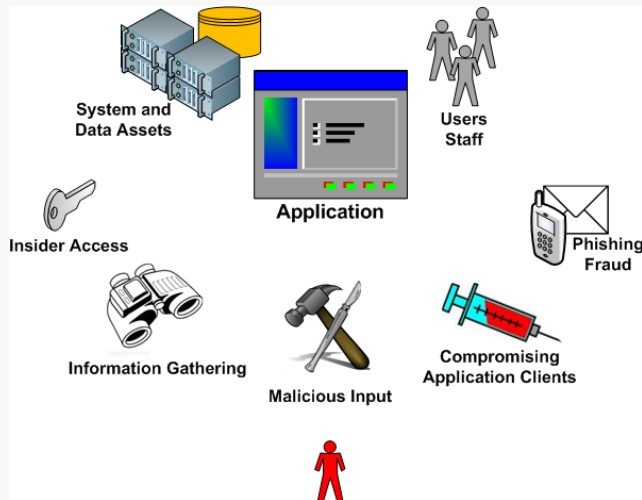 System and
Data Assets
Users
Staff
Application
Insider Access
Phishing
Fraud
Information Gathering
Malicious Input
Compromising
Application Clients